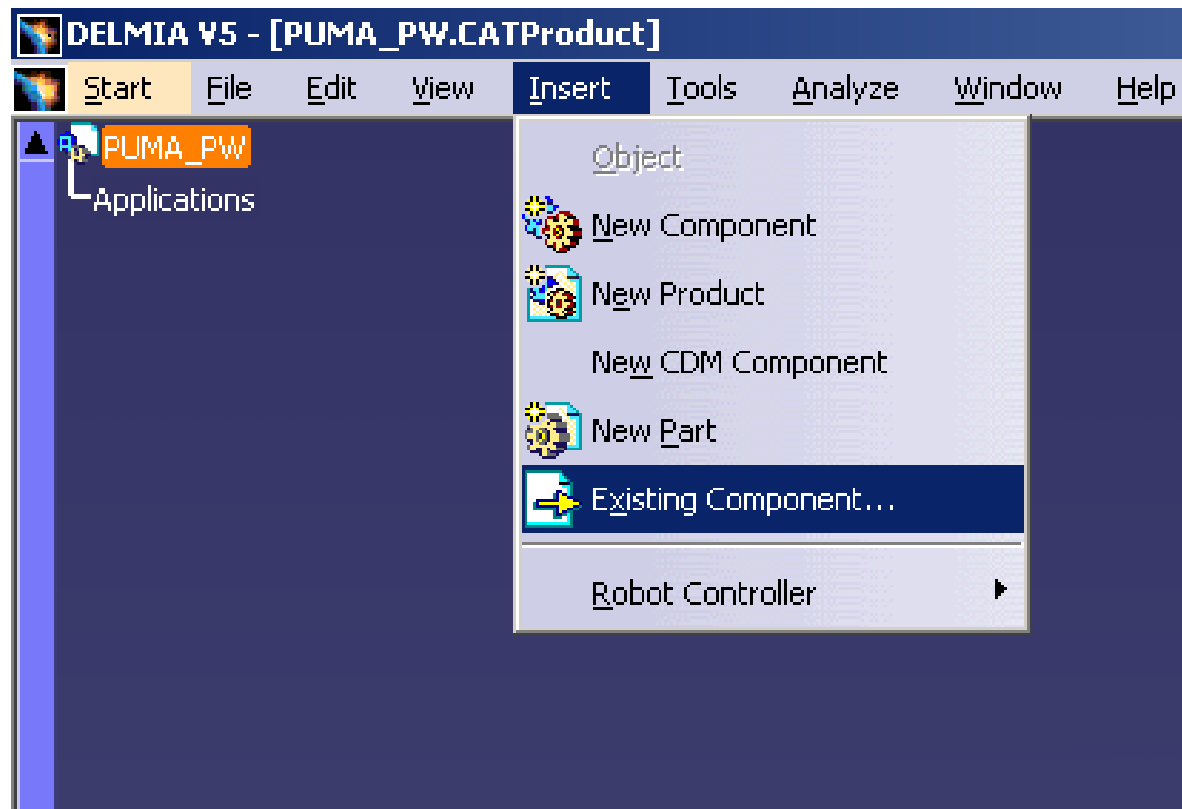 DELMIA V5 - [PUMA_PW.CATProduct]
Start File Edit View Insert Tools Analyze Window Help
PUMA_PW
Applications
Object
New Component
New Product
New CDM Component
New Part
Existing Component...
Robot Controller